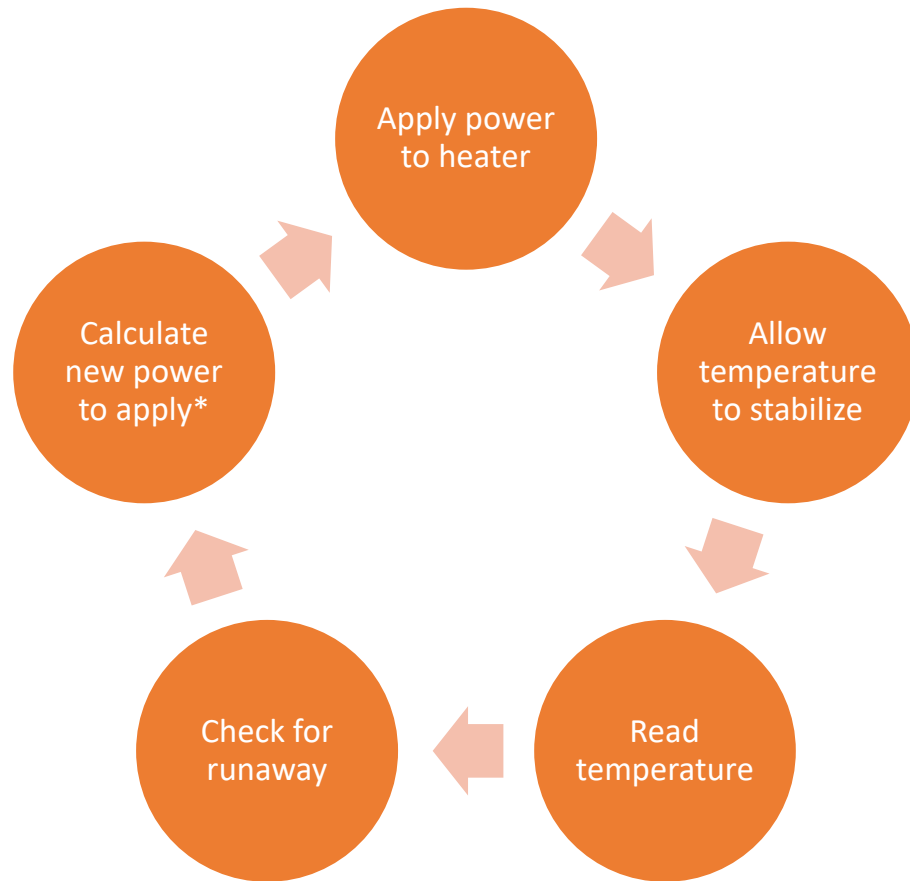 Apply power
to heater
Allow
temperature
to stabilize
Read
temperature
Check for
runaway
Calculate
new power
to apply*